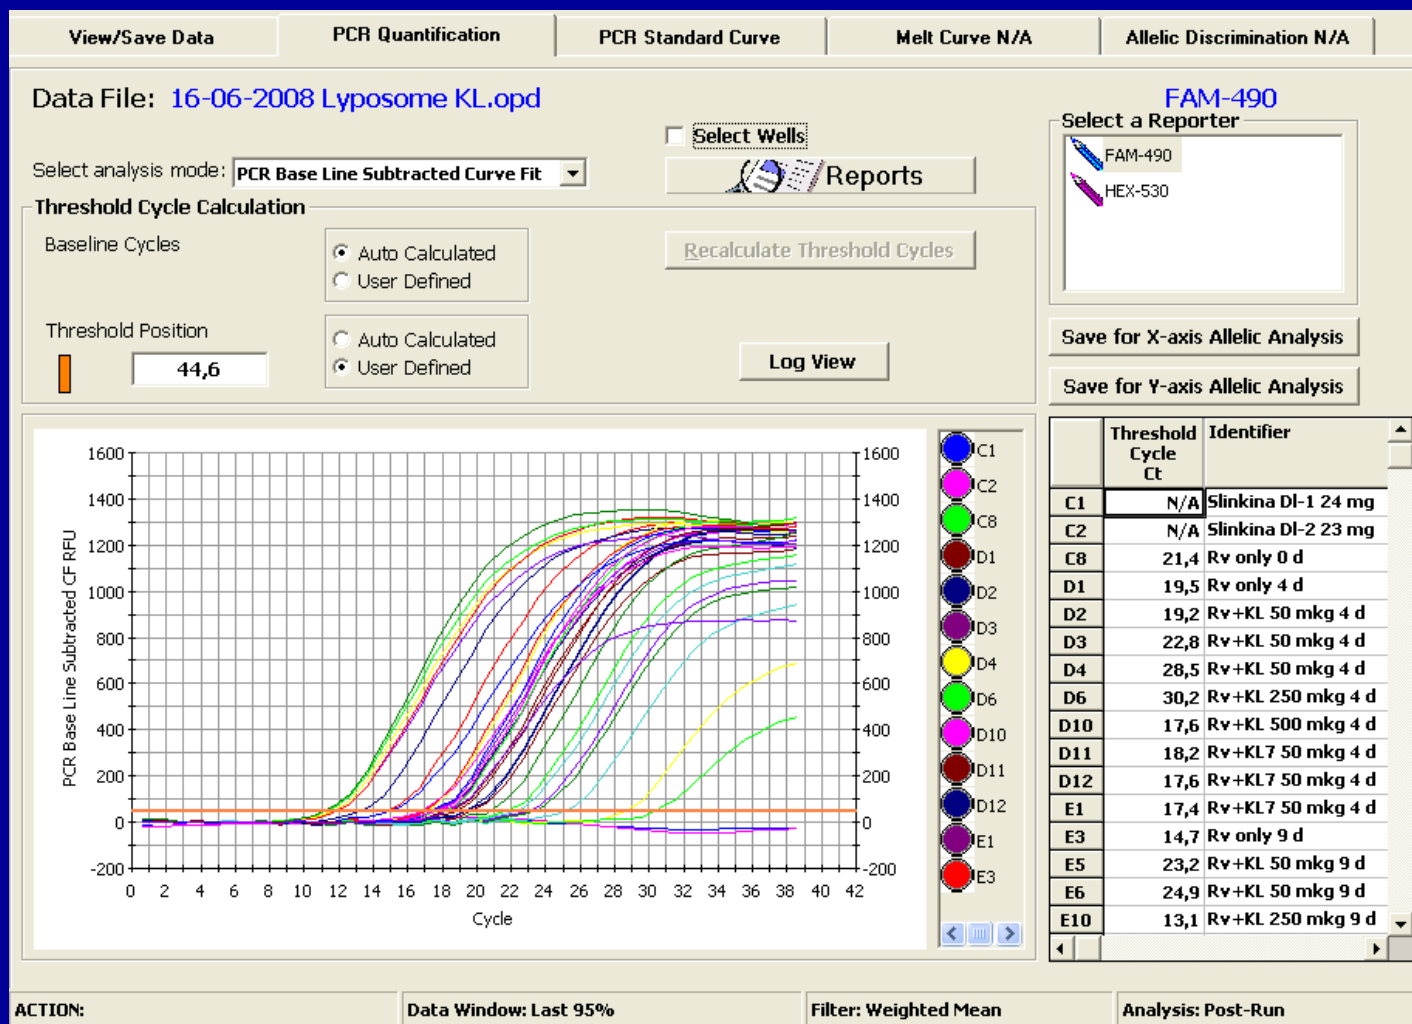 View/Save Data PCR Quantification PCR Standard Curve Melt Curve N/A Allelic Discrimination N/A
Data File: 16-06-2008 Lyposome KL.opd FAM-490
Select Wells Select a Reporter
FAM-490
Select analysis mode: PCR Base Line Subtracted Curve Fit Reports
HEX-530
Threshold Cycle Calculation
Baseline Cycles Auto Calculated Recalculate Threshold Cycles
User Defined
Threshold Position Auto Calculated Save for X-axis Allelic Analysis
44,6 User Defined Log View
Save for Y-axis Allelic Analysis
PCR Base Line Subtracted CF RFU
1600 1600
1400 1400
1200 1200
1000 1000
800 800
600 600
400 400
200 200
0 0
-200 -200
0 2 4 6 8 10 12 14 16 18 20 22 24 26 28 30 32 34 36 38 40 42
Cycle
C1
C2
C8
D1
D2
D3
D4
D6
D10
D11
D12
E1
E3
Threshold Cycle Ct Identifier
C1 N/A Slinkina Dl-1 24 mg
C2 N/A Slinkina Dl-2 23 mg
C8 21,4 Rv only 0 d
D1 19,5 Rv only 4 d
D2 19,2 Rv+KL 50 mkg 4 d
D3 22,8 Rv+KL 50 mkg 4 d
D4 28,5 Rv+KL 50 mkg 4 d
D6 30,2 Rv+KL 250 mkg 4 d
D10 17,6 Rv+KL 500 mkg 4 d
D11 18,2 Rv+KL7 50 mkg 4 d
D12 17,6 Rv+KL7 50 mkg 4 d
E1 17,4 Rv+KL7 50 mkg 4 d
E3 14,7 Rv only 9 d
E5 23,2 Rv+KL 50 mkg 9 d
E6 24,9 Rv+KL 50 mkg 9 d
E10 13,1 Rv+KL 250 mkg 9 d
ACTION: Data Window: Last 95% Filter: Weighted Mean Analysis: Post-Run